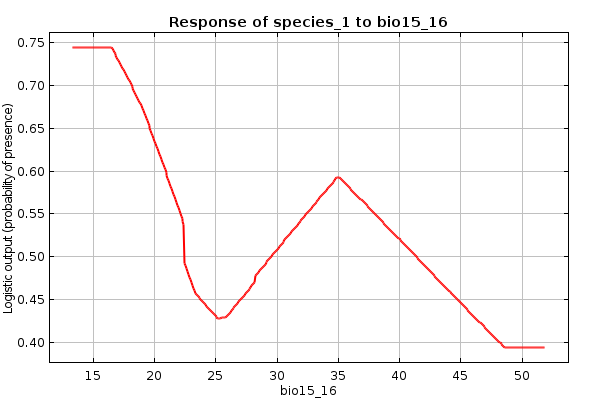 Response of species_1 to bio15_16
Logistic output (probability of presence)
0.75
0.70
0.65
0.60
0.55
0.50
0.45
0.40
15 20 25 30 35 40 45 50
bio15_16